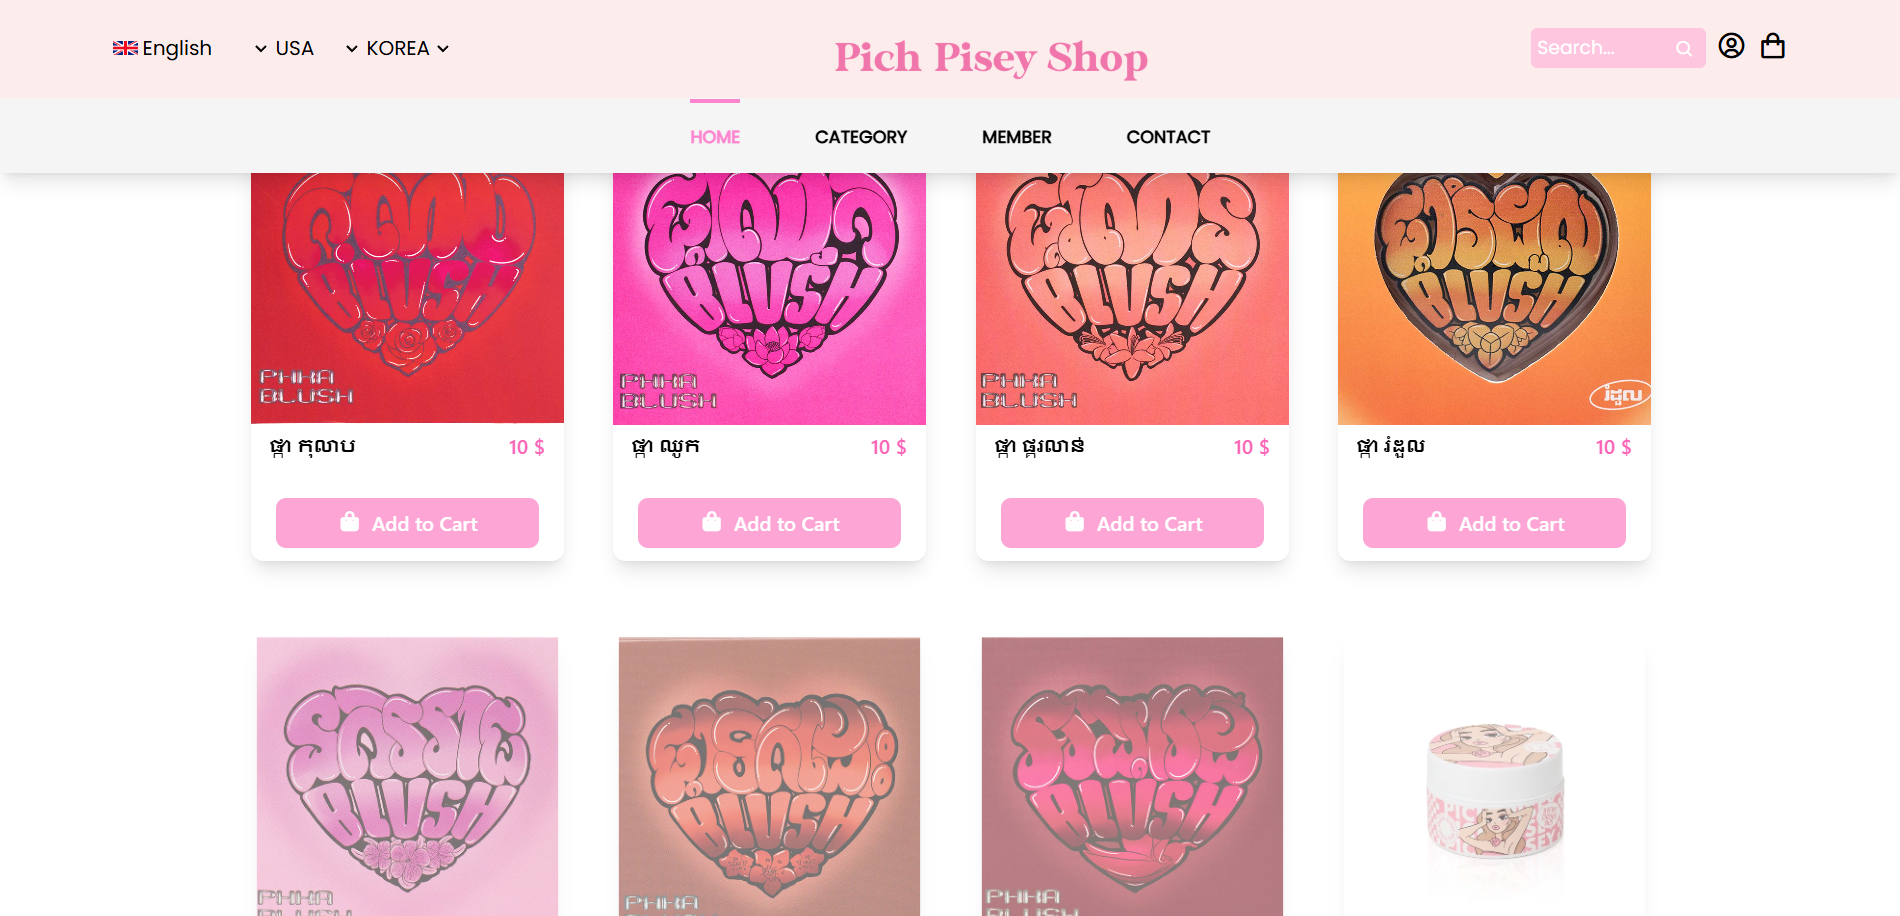 English
USA
KOREA
Pich Pisey Shop
Search...
HOME
CATEGORY
MEMBER
CONTACT
BLUSH
PHKA
BLUSH
BLUSH
PHKA
BLUSH
BLUSH
PHKA
BLUSH
BLUSH
រំដួល
ផ្កា កុលាប
10 $
ផ្កា ឈូក
10 $
ផ្កា ផ្គរលាន់
10 $
ផ្កា រំដួល
10 $
Add to Cart
Add to Cart
Add to Cart
Add to Cart
BLUSH
PHKA
BLUSH
BLUSH
PHKA
BLUSH
PHKA
BLUSH